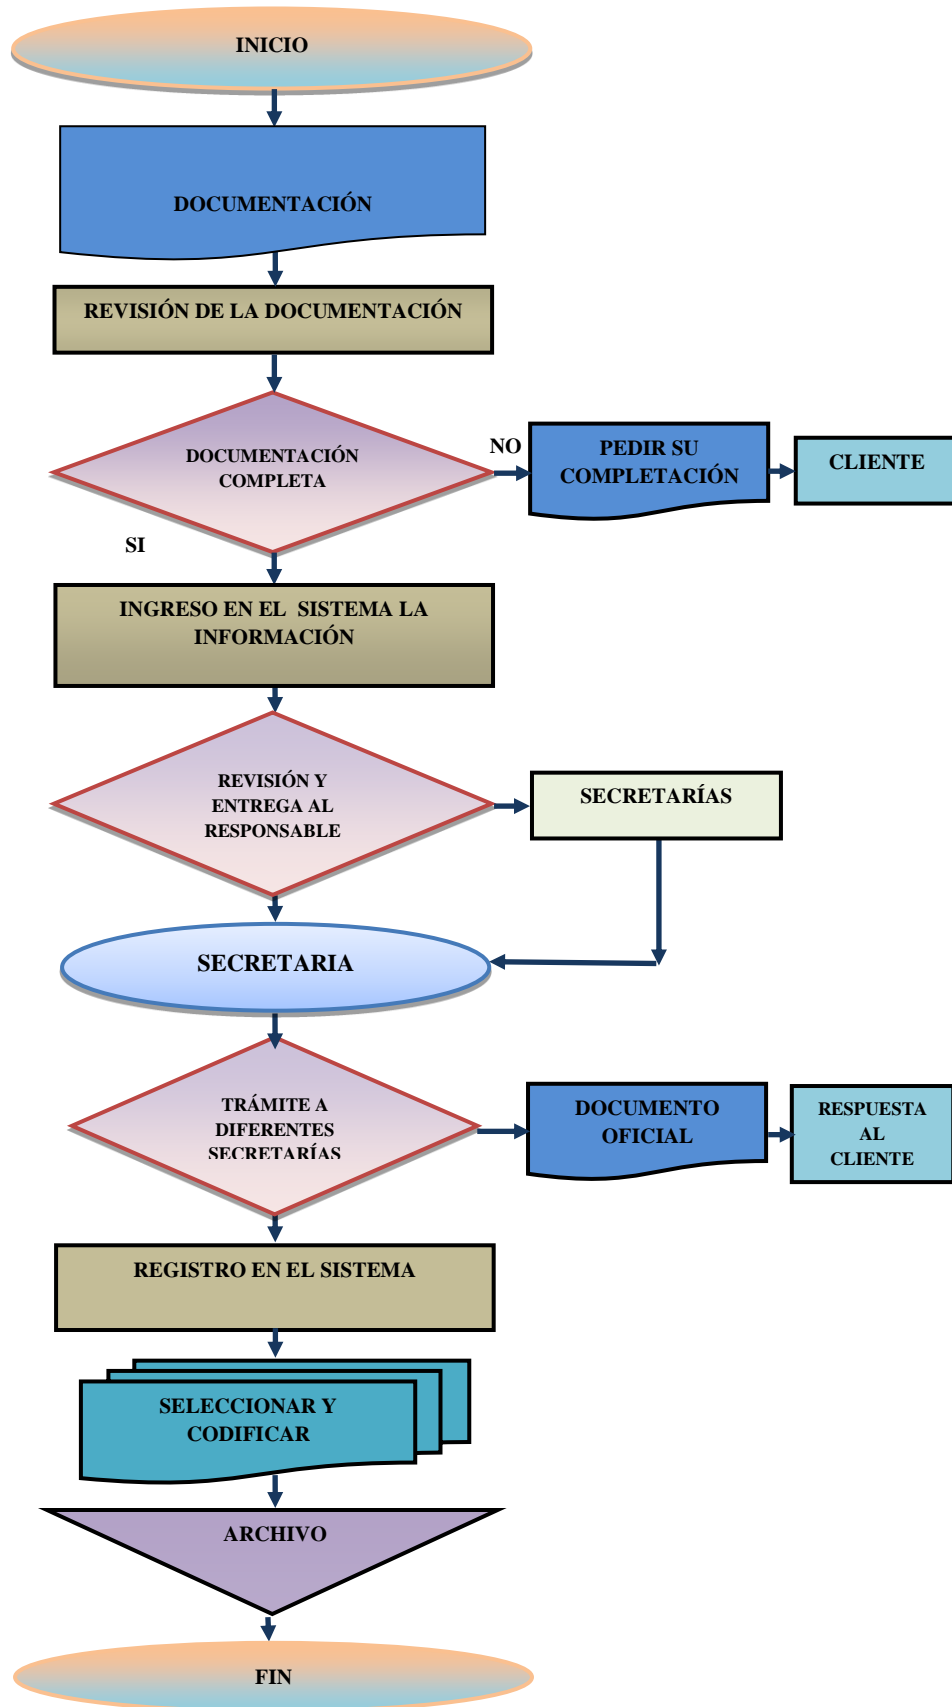 INICIO
DOCUMENTACIÓN
REVISIÓN DE LA DOCUMENTACIÓN
DOCUMENTACIÓN
COMPLETA
NO
PEDIR SU
COMPLETACIÓN
CLIENTE
SI
INGRESO EN EL SISTEMA LA
INFORMACIÓN
REVISIÓN Y
ENTREGA AL
RESPONSABLE
SECRETARÍAS
SECRETARIA
TRÁMITE A
DIFERENTES
SECRETARÍAS
DOCUMENTO
OFICIAL
RESPUESTA
AL
CLIENTE
REGISTRO EN EL SISTEMA
SELECCIONAR Y
CODIFICAR
ARCHIVO
FIN